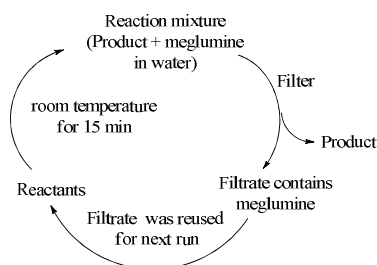 Reaction mixture
(Product + meglumine
in water)
Filter
room temperature
for 15 min
Product
Filtrate contains
meglumine
Reactants
Filtrate was reused
for next run